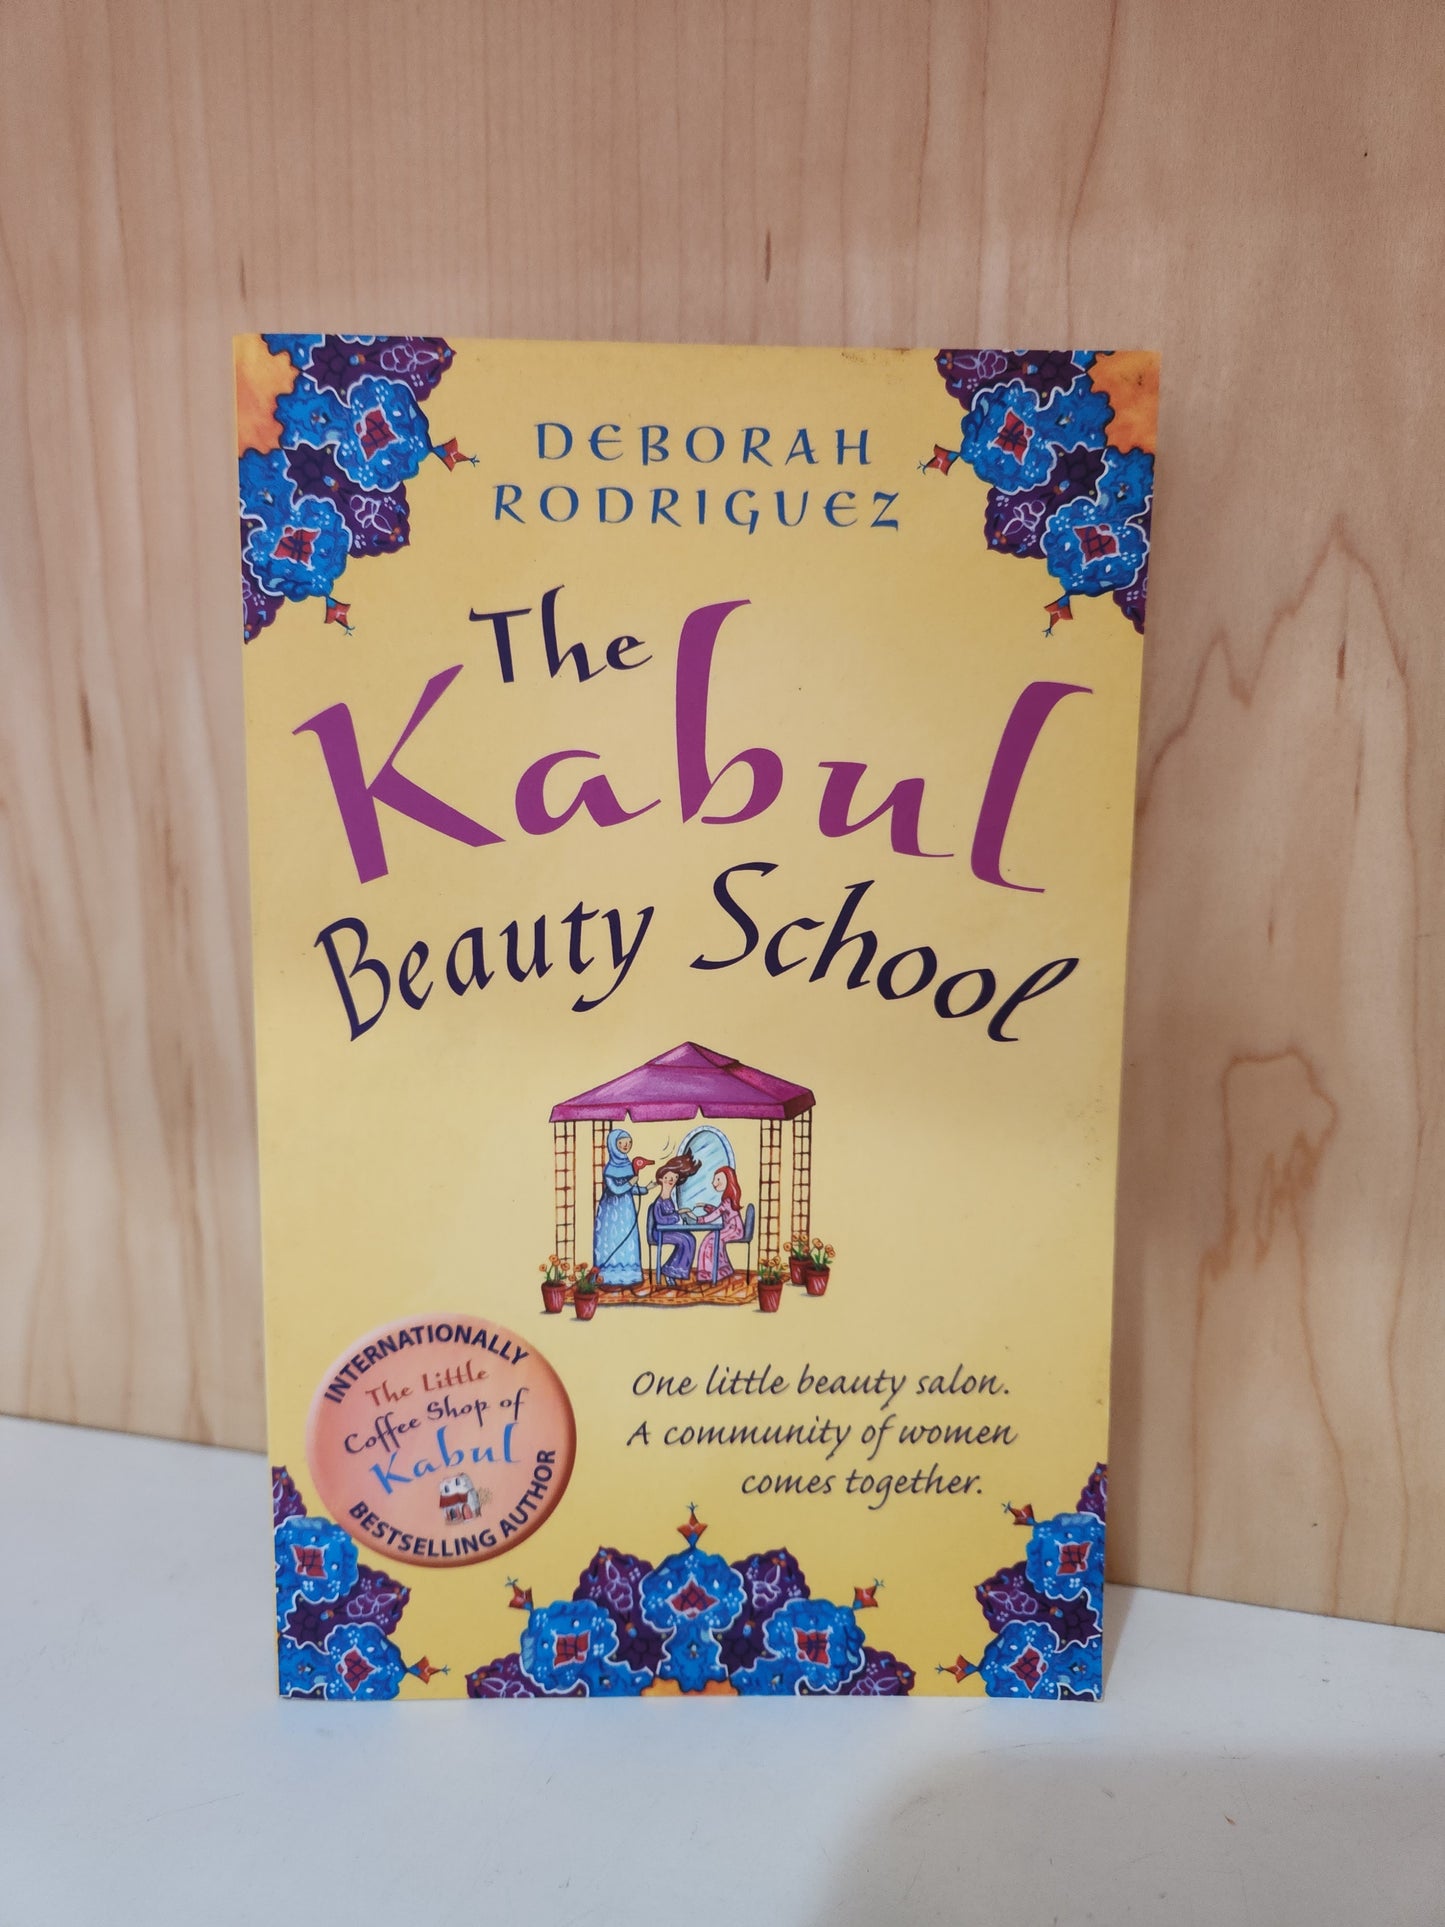 DEBORAH
RODRIGUEZ
The
Kabul
Beauty School
INTERNATIONALLY
The Little
Coffee Shop of
Kabul
BESTSELLING AUTHOR
One little beauty salon.
A community of women
comes together.